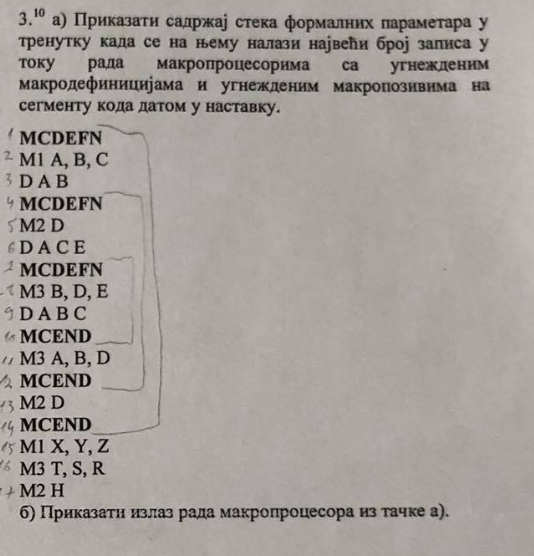 3.¹⁰ а) Приказати садржај стека формалних параметара у
тренутку када се на њему налази највећи број записа у
току рада макропроцесорима са угнежденим
макродефиницијама и угнежденим макропозивима на
сегменту кода датом у наставку.
1 MCDEFN
2 M1 A, B, C
3 D A B
4 MCDEFN
5 M2 D
6 D A C E
7 MCDEFN
8 M3 B, D, E
9 D A B C
10 MCEND
11 M3 A, B, D
12 MCEND
13 M2 D
14 MCEND
15 M1 X, Y, Z
16 M3 T, S, R
17 M2 H
б) Приказати излаз рада макропроцесора из тачке а).